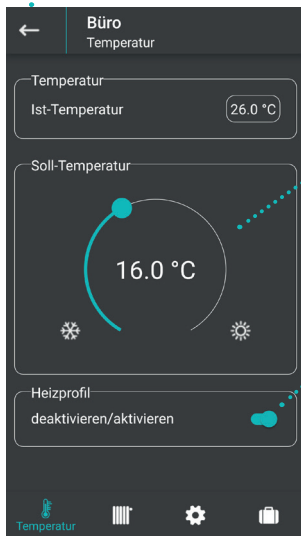 Büro
Temperatur
Temperatur
Ist-Temperatur 26.0 °C
Soll-Temperatur
16.0 °C
Heizprofil
deaktivieren/aktivieren
Temperatur